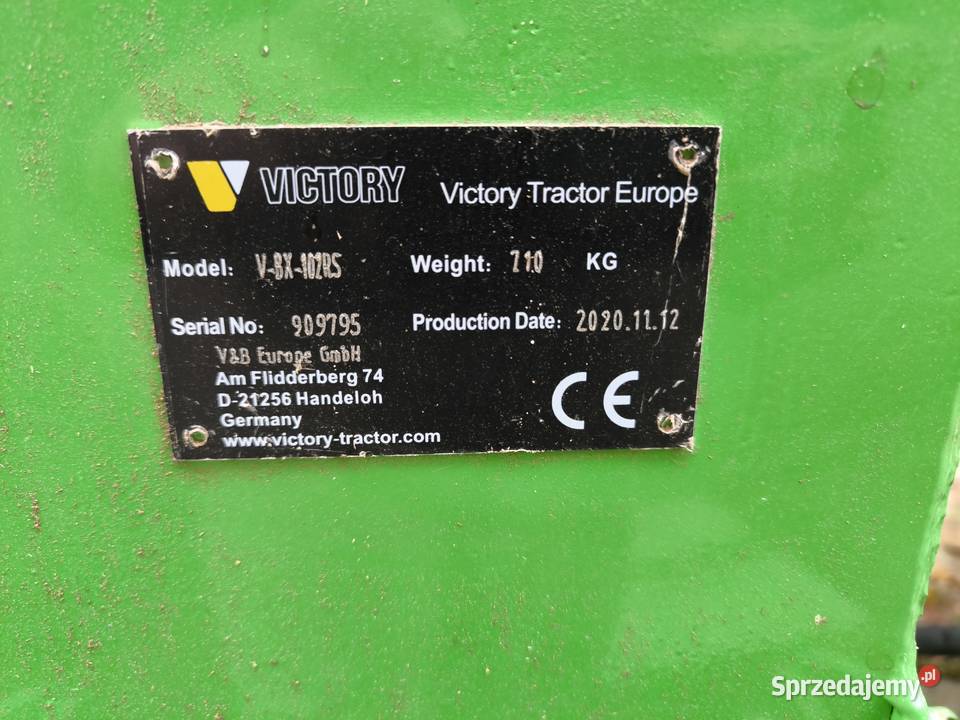 VICTORY Victory Tractor Europe
Model: V-BX-102RS Weight: 710 KG
Serial No: 909795 Production Date: 2020.11.12
V&B Europe GmbH
Am Flidderberg 74
D-21256 Handeloh
Germany
www.victory-tractor.com
CE
Sprzedajemy.pl